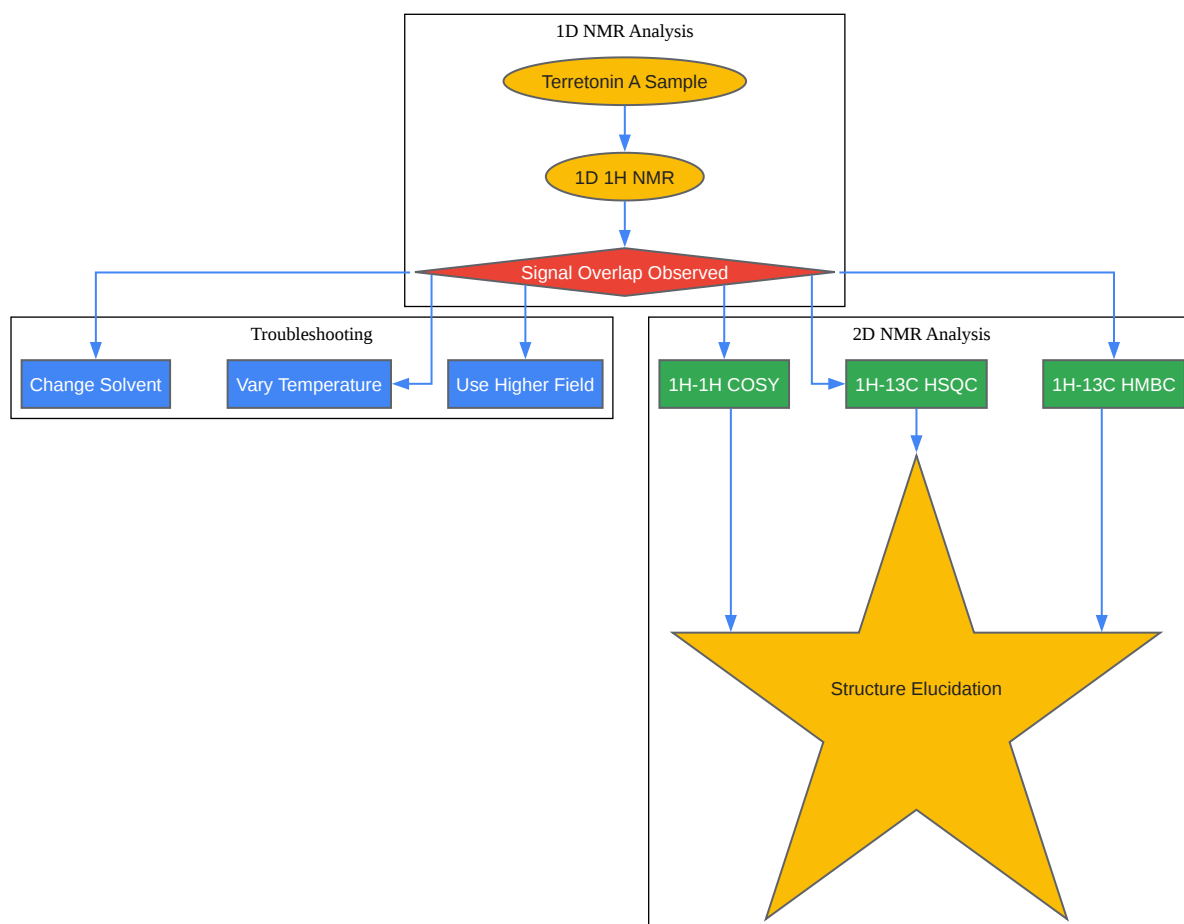 1D NMR Analysis
Terretonin A Sample
1D 1H NMR
Signal Overlap Observed
Troubleshooting
Change Solvent
Vary Temperature
Use Higher Field
2D NMR Analysis
1H-1H COSY
1H-13C HSQC
1H-13C HMBC
Structure Elucidation